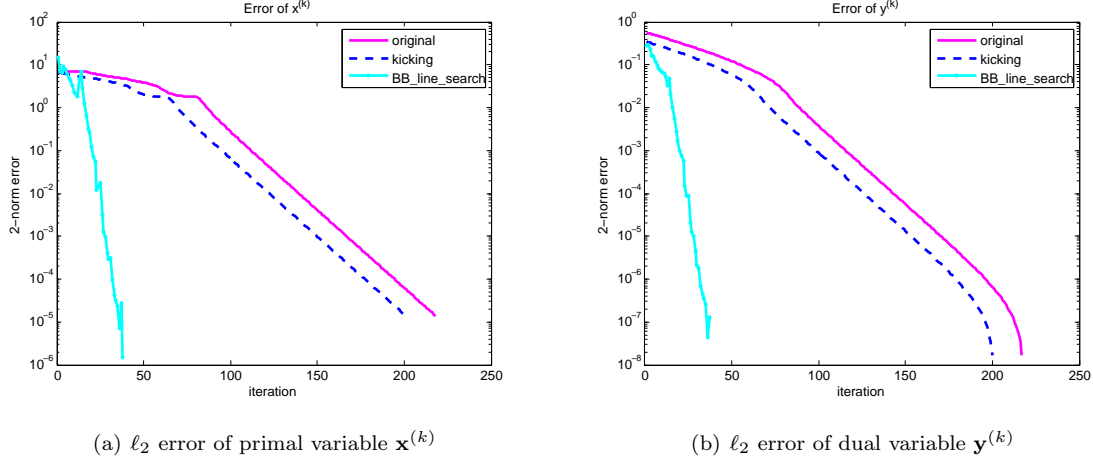 Error of x^(k)
10^2
10^1
10^0
10^−1
10^−2
10^−3
10^−4
10^−5
10^−6
2−norm error
0 50 100 150 200 250
iteration
original
kicking
BB_line_search
(a) ℓ₂ error of primal variable x^(k)
Error of y^(k)
10^0
10^−1
10^−2
10^−3
10^−4
10^−5
10^−6
10^−7
10^−8
2−norm error
0 50 100 150 200 250
iteration
original
kicking
BB_line_search
(b) ℓ₂ error of dual variable y^(k)